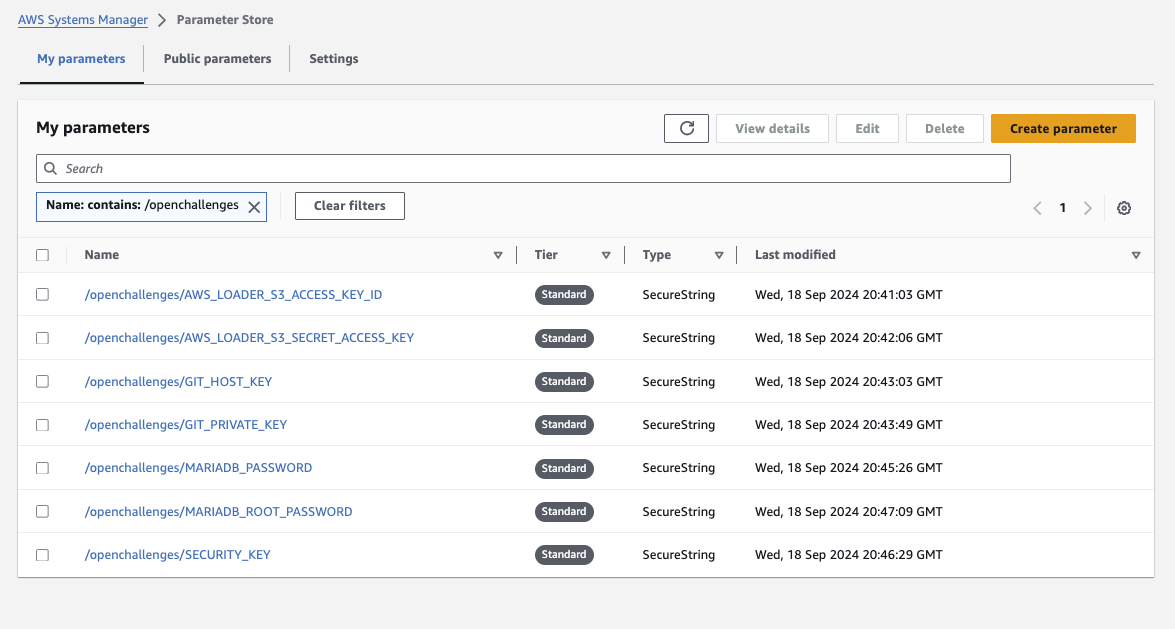 AWS Systems Manager > Parameter Store
My parameters Public parameters Settings
My parameters View details Edit Delete Create parameter
Search
Name: contains: /openchallenges Clear filters 1
Name Tier Type Last modified
/openchallenges/AWS_LOADER_S3_ACCESS_KEY_ID Standard SecureString Wed, 18 Sep 2024 20:41:03 GMT
/openchallenges/AWS_LOADER_S3_SECRET_ACCESS_KEY Standard SecureString Wed, 18 Sep 2024 20:42:06 GMT
/openchallenges/GIT_HOST_KEY Standard SecureString Wed, 18 Sep 2024 20:43:03 GMT
/openchallenges/GIT_PRIVATE_KEY Standard SecureString Wed, 18 Sep 2024 20:43:49 GMT
/openchallenges/MARIADB_PASSWORD Standard SecureString Wed, 18 Sep 2024 20:45:26 GMT
/openchallenges/MARIADB_ROOT_PASSWORD Standard SecureString Wed, 18 Sep 2024 20:47:09 GMT
/openchallenges/SECURITY_KEY Standard SecureString Wed, 18 Sep 2024 20:46:29 GMT